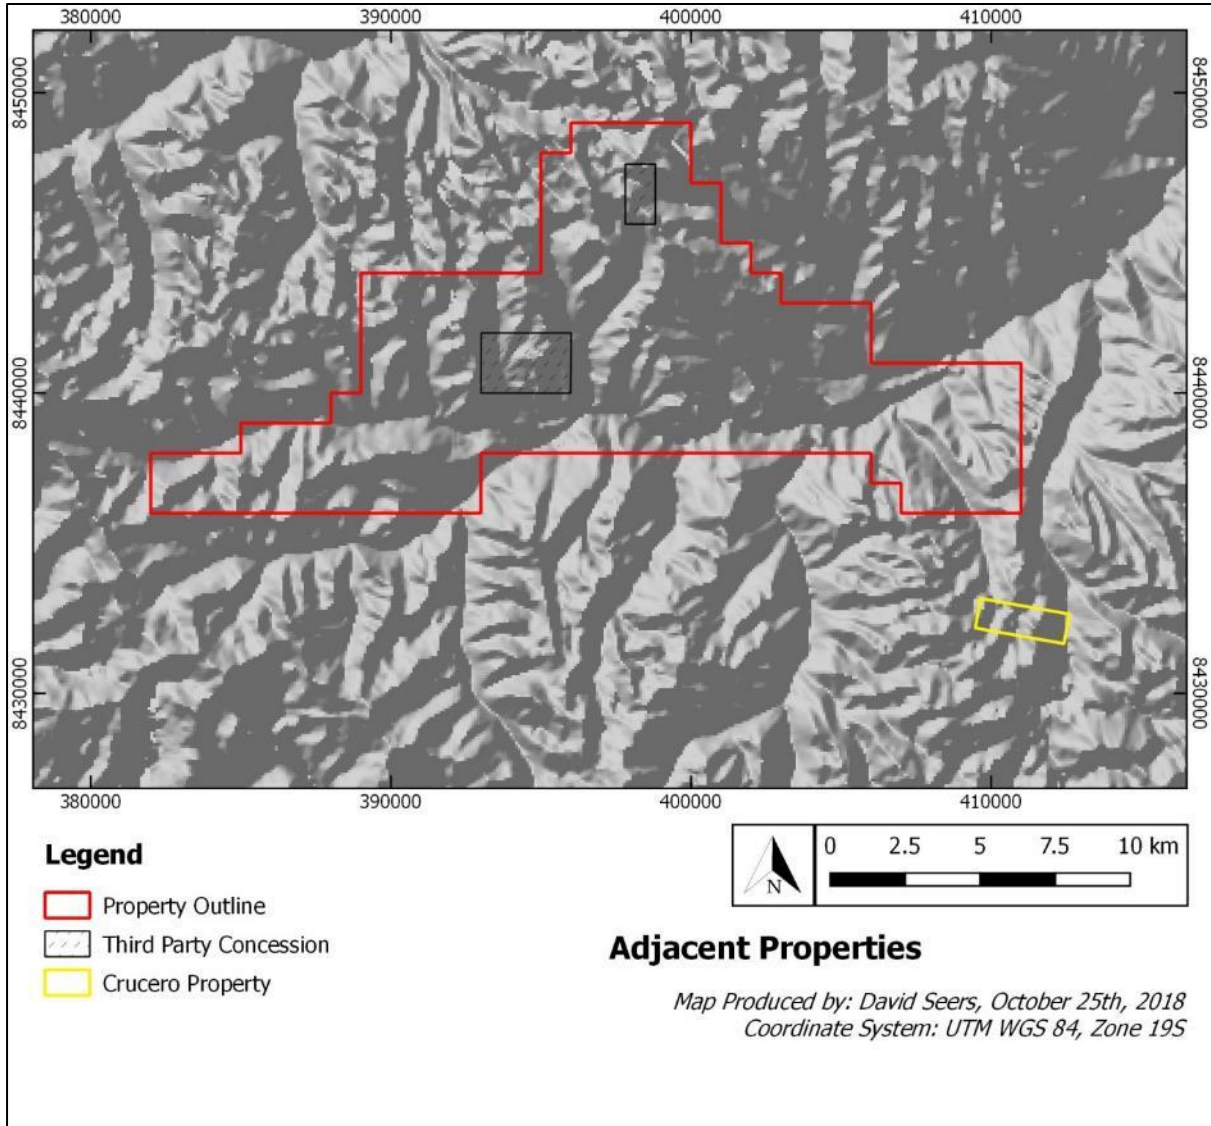 380000 390000 400000 410000
8450000 8450000
8440000 8440000
8430000 8430000
380000 390000 400000 410000
Legend
Property Outline
Third Party Concession
Crucero Property
0 2.5 5 7.5 10 km
N
Adjacent Properties
Map Produced by: David Seers, October 25th, 2018
Coordinate System: UTM WGS 84, Zone 19S